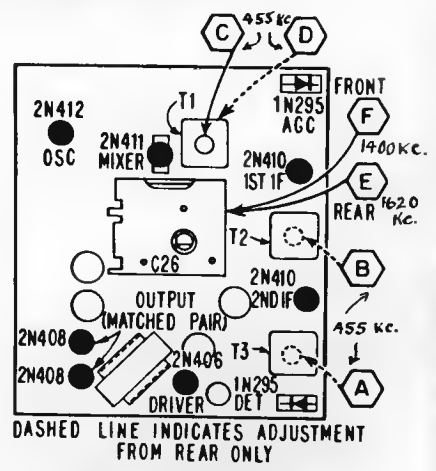 C 455 KC. D
T1
FRONT
1N295
AGC
2N412
OSC
2N411
MIXER
F
1400 KC.
2N410
1ST IF
E
REAR 1620
KC.
T2
B
C26
2N410
2ND IF
OUTPUT
(MATCHED PAIR)
455 KC.
2N408
2N408
2N406
DRIVER
T3
1N295
DET
A
DASHED LINE INDICATES ADJUSTMENT
FROM REAR ONLY